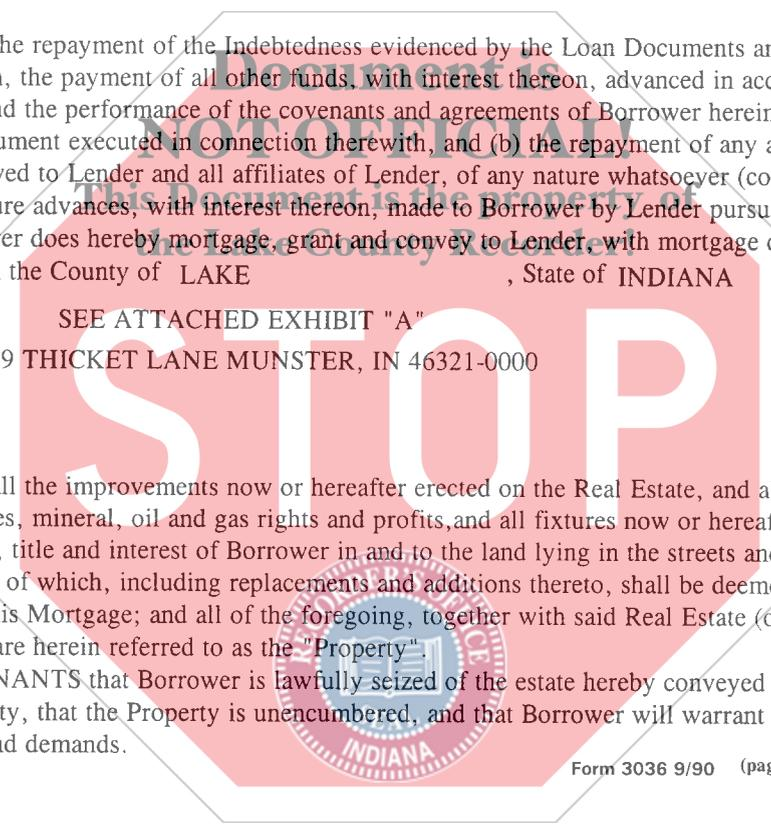 he repayment of the Indebtedness evidenced by the Loan Documents an
Document is
, the payment of all other funds, with interest thereon, advanced in acc
d the performance of the covenants and agreements of Borrower herein
NOT OFFICIAL!
ument executed in connection therewith, and (b) the repayment of any a
ved to Lender and all affiliates of Lender, of any nature whatsoever (co
This Document is the property of
ure advances, with interest thereon, made to Borrower by Lender pursu
er does hereby mortgage, grant and convey to Lender, with mortgage c
the Lake County Recorder!
the County of LAKE , State of INDIANA
SEE ATTACHED EXHIBIT "A"
9 THICKET LANE MUNSTER, IN 46321-0000
STOP
ll the improvements now or hereafter erected on the Real Estate, and a
es, mineral, oil and gas rights and profits,and all fixtures now or hereaf
, title and interest of Borrower in and to the land lying in the streets and
of which, including replacements and additions thereto, shall be deeme
is Mortgage; and all of the foregoing, together with said Real Estate (o
are herein referred to as the "Property".
NANTS that Borrower is lawfully seized of the estate hereby conveyed
ty, that the Property is unencumbered, and that Borrower will warrant
nd demands.
RECORDER'S OFFICE
SEAL
INDIANA
Form 3036 9/90 (pag